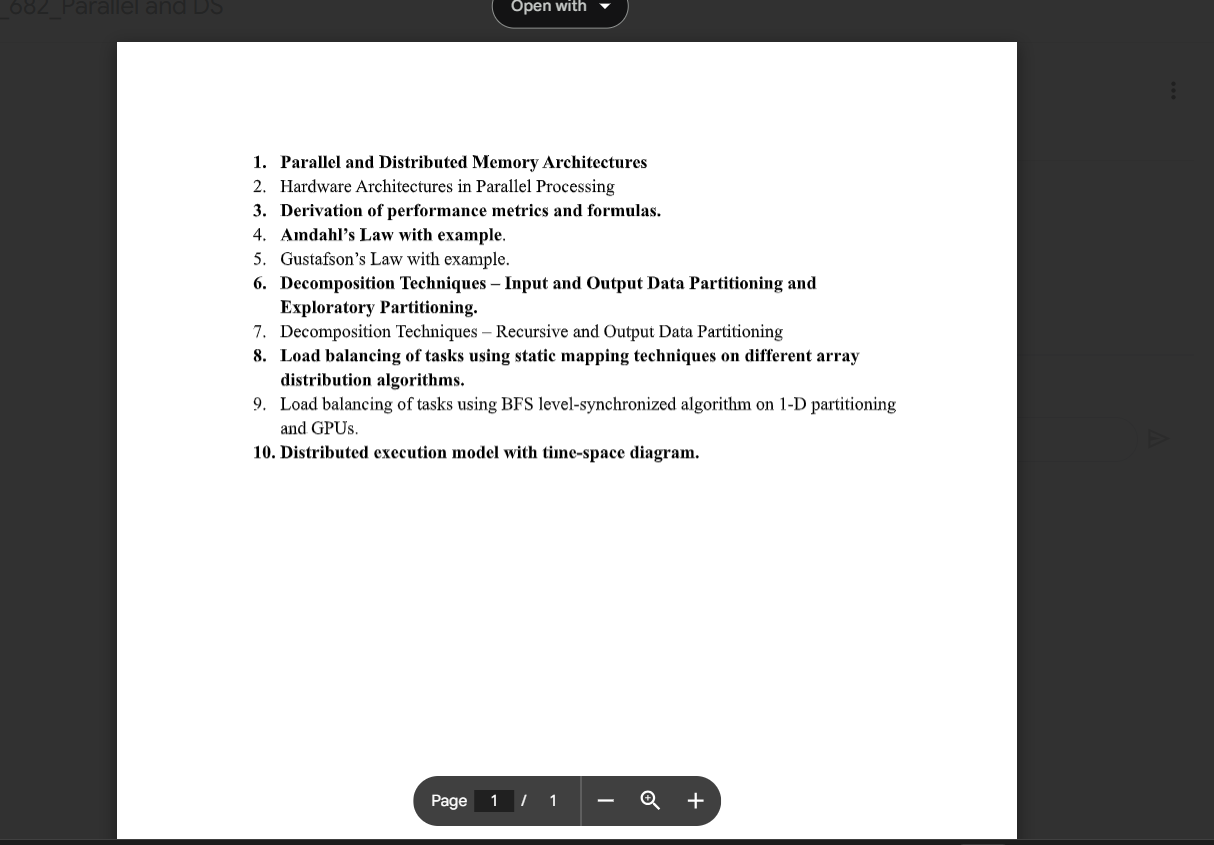 _682_Parallel and DS
Open with
1. Parallel and Distributed Memory Architectures
2. Hardware Architectures in Parallel Processing
3. Derivation of performance metrics and formulas.
4. Amdahl’s Law with example.
5. Gustafson’s Law with example.
6. Decomposition Techniques – Input and Output Data Partitioning and
Exploratory Partitioning.
7. Decomposition Techniques – Recursive and Output Data Partitioning
8. Load balancing of tasks using static mapping techniques on different array
distribution algorithms.
9. Load balancing of tasks using BFS level-synchronized algorithm on 1-D partitioning
and GPUs.
10. Distributed execution model with time-space diagram.
Page 1 / 1